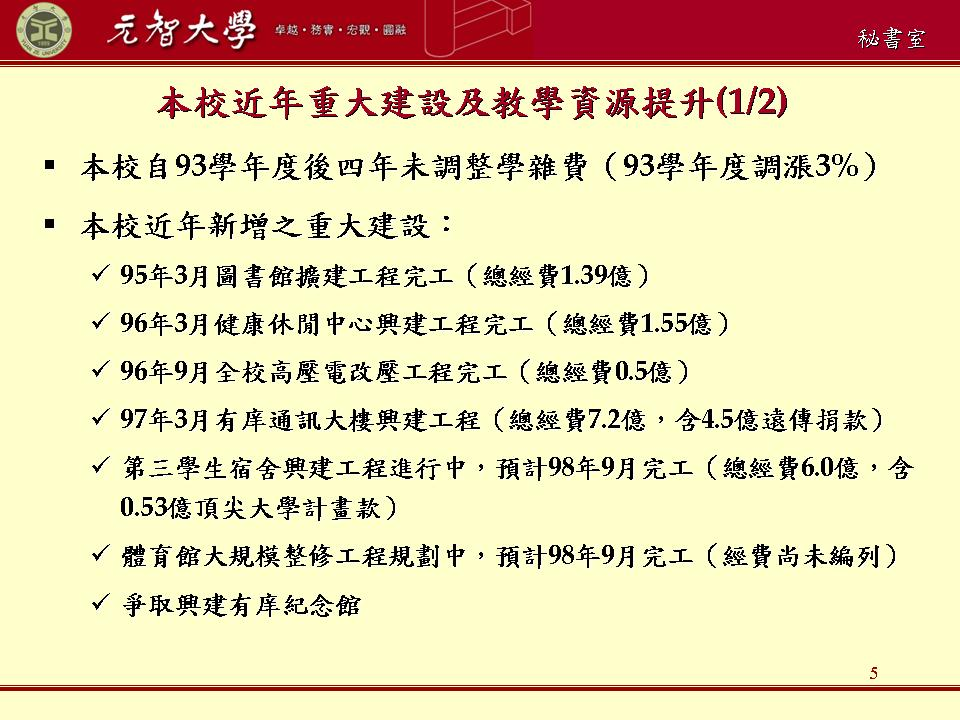 元智大學 卓越・務實・宏觀・圓融
秘書室
本校近年重大建設及教學資源提升(1/2)
▪ 本校自93學年度後四年未調整學雜費（93學年度調漲3%）
▪ 本校近年新增之重大建設：
✓ 95年3月圖書館擴建工程完工（總經費1.39億）
✓ 96年3月健康休閒中心興建工程完工（總經費1.55億）
✓ 96年9月全校高壓電改壓工程完工（總經費0.5億）
✓ 97年3月有庠通訊大樓興建工程（總經費7.2億，含4.5億遠傳捐款）
✓ 第三學生宿舍興建工程進行中，預計98年9月完工（總經費6.0億，含
0.53億頂尖大學計畫款）
✓ 體育館大規模整修工程規劃中，預計98年9月完工（經費尚未編列）
✓ 爭取興建有庠紀念館
5